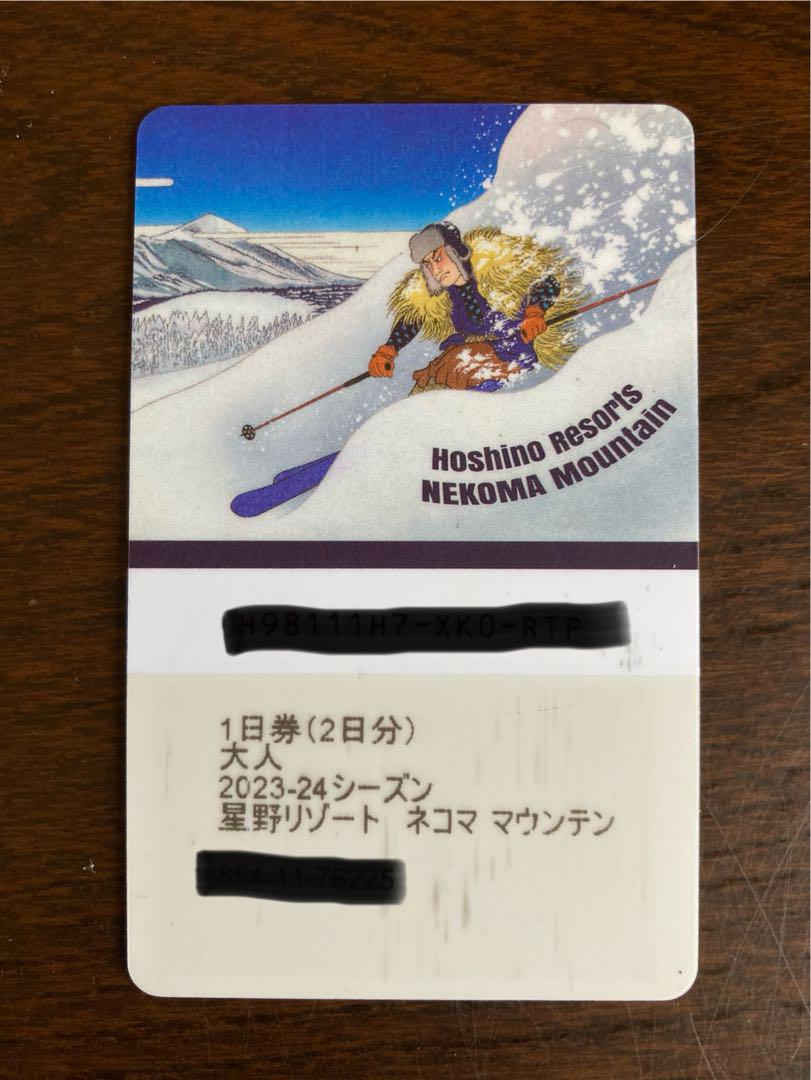 Hoshino Resorts
NEKOMA Mountain
1日券(2日分)
大人
2023-24シーズン
星野リゾート ネコマ マウンテン